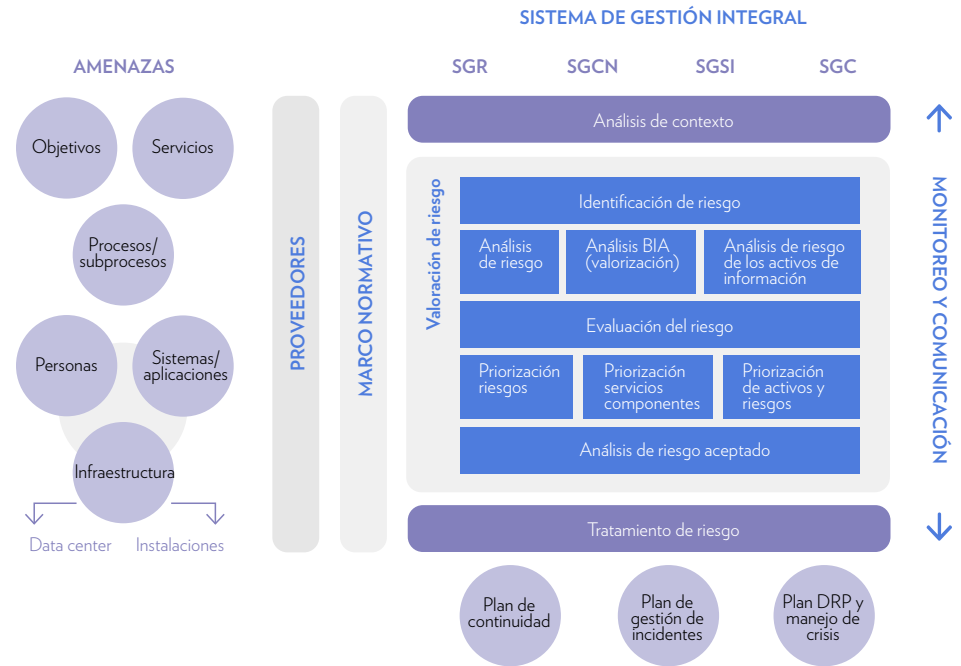 SISTEMA DE GESTIÓN INTEGRAL
AMENAZAS
SGR
SGCN
SGSI
SGC
Objetivos
Servicios
Procesos/
subprocesos
Personas
Sistemas/
aplicaciones
Infraestructura
Data center
Instalaciones
PROVEEDORES
MARCO NORMATIVO
Análisis de contexto
Valoración de riesgo
Identificación de riesgo
Análisis
de riesgo
Análisis BIA
(valorización)
Análisis de riesgo
de los activos de
información
Evaluación del riesgo
Priorización
riesgos
Priorización
servicios
componentes
Priorización
de activos y
riesgos
Análisis de riesgo aceptado
Tratamiento de riesgo
Plan de
continuidad
Plan de
gestión de
incidentes
Plan DRP y
manejo de
crisis
MONITOREO Y COMUNICACIÓN